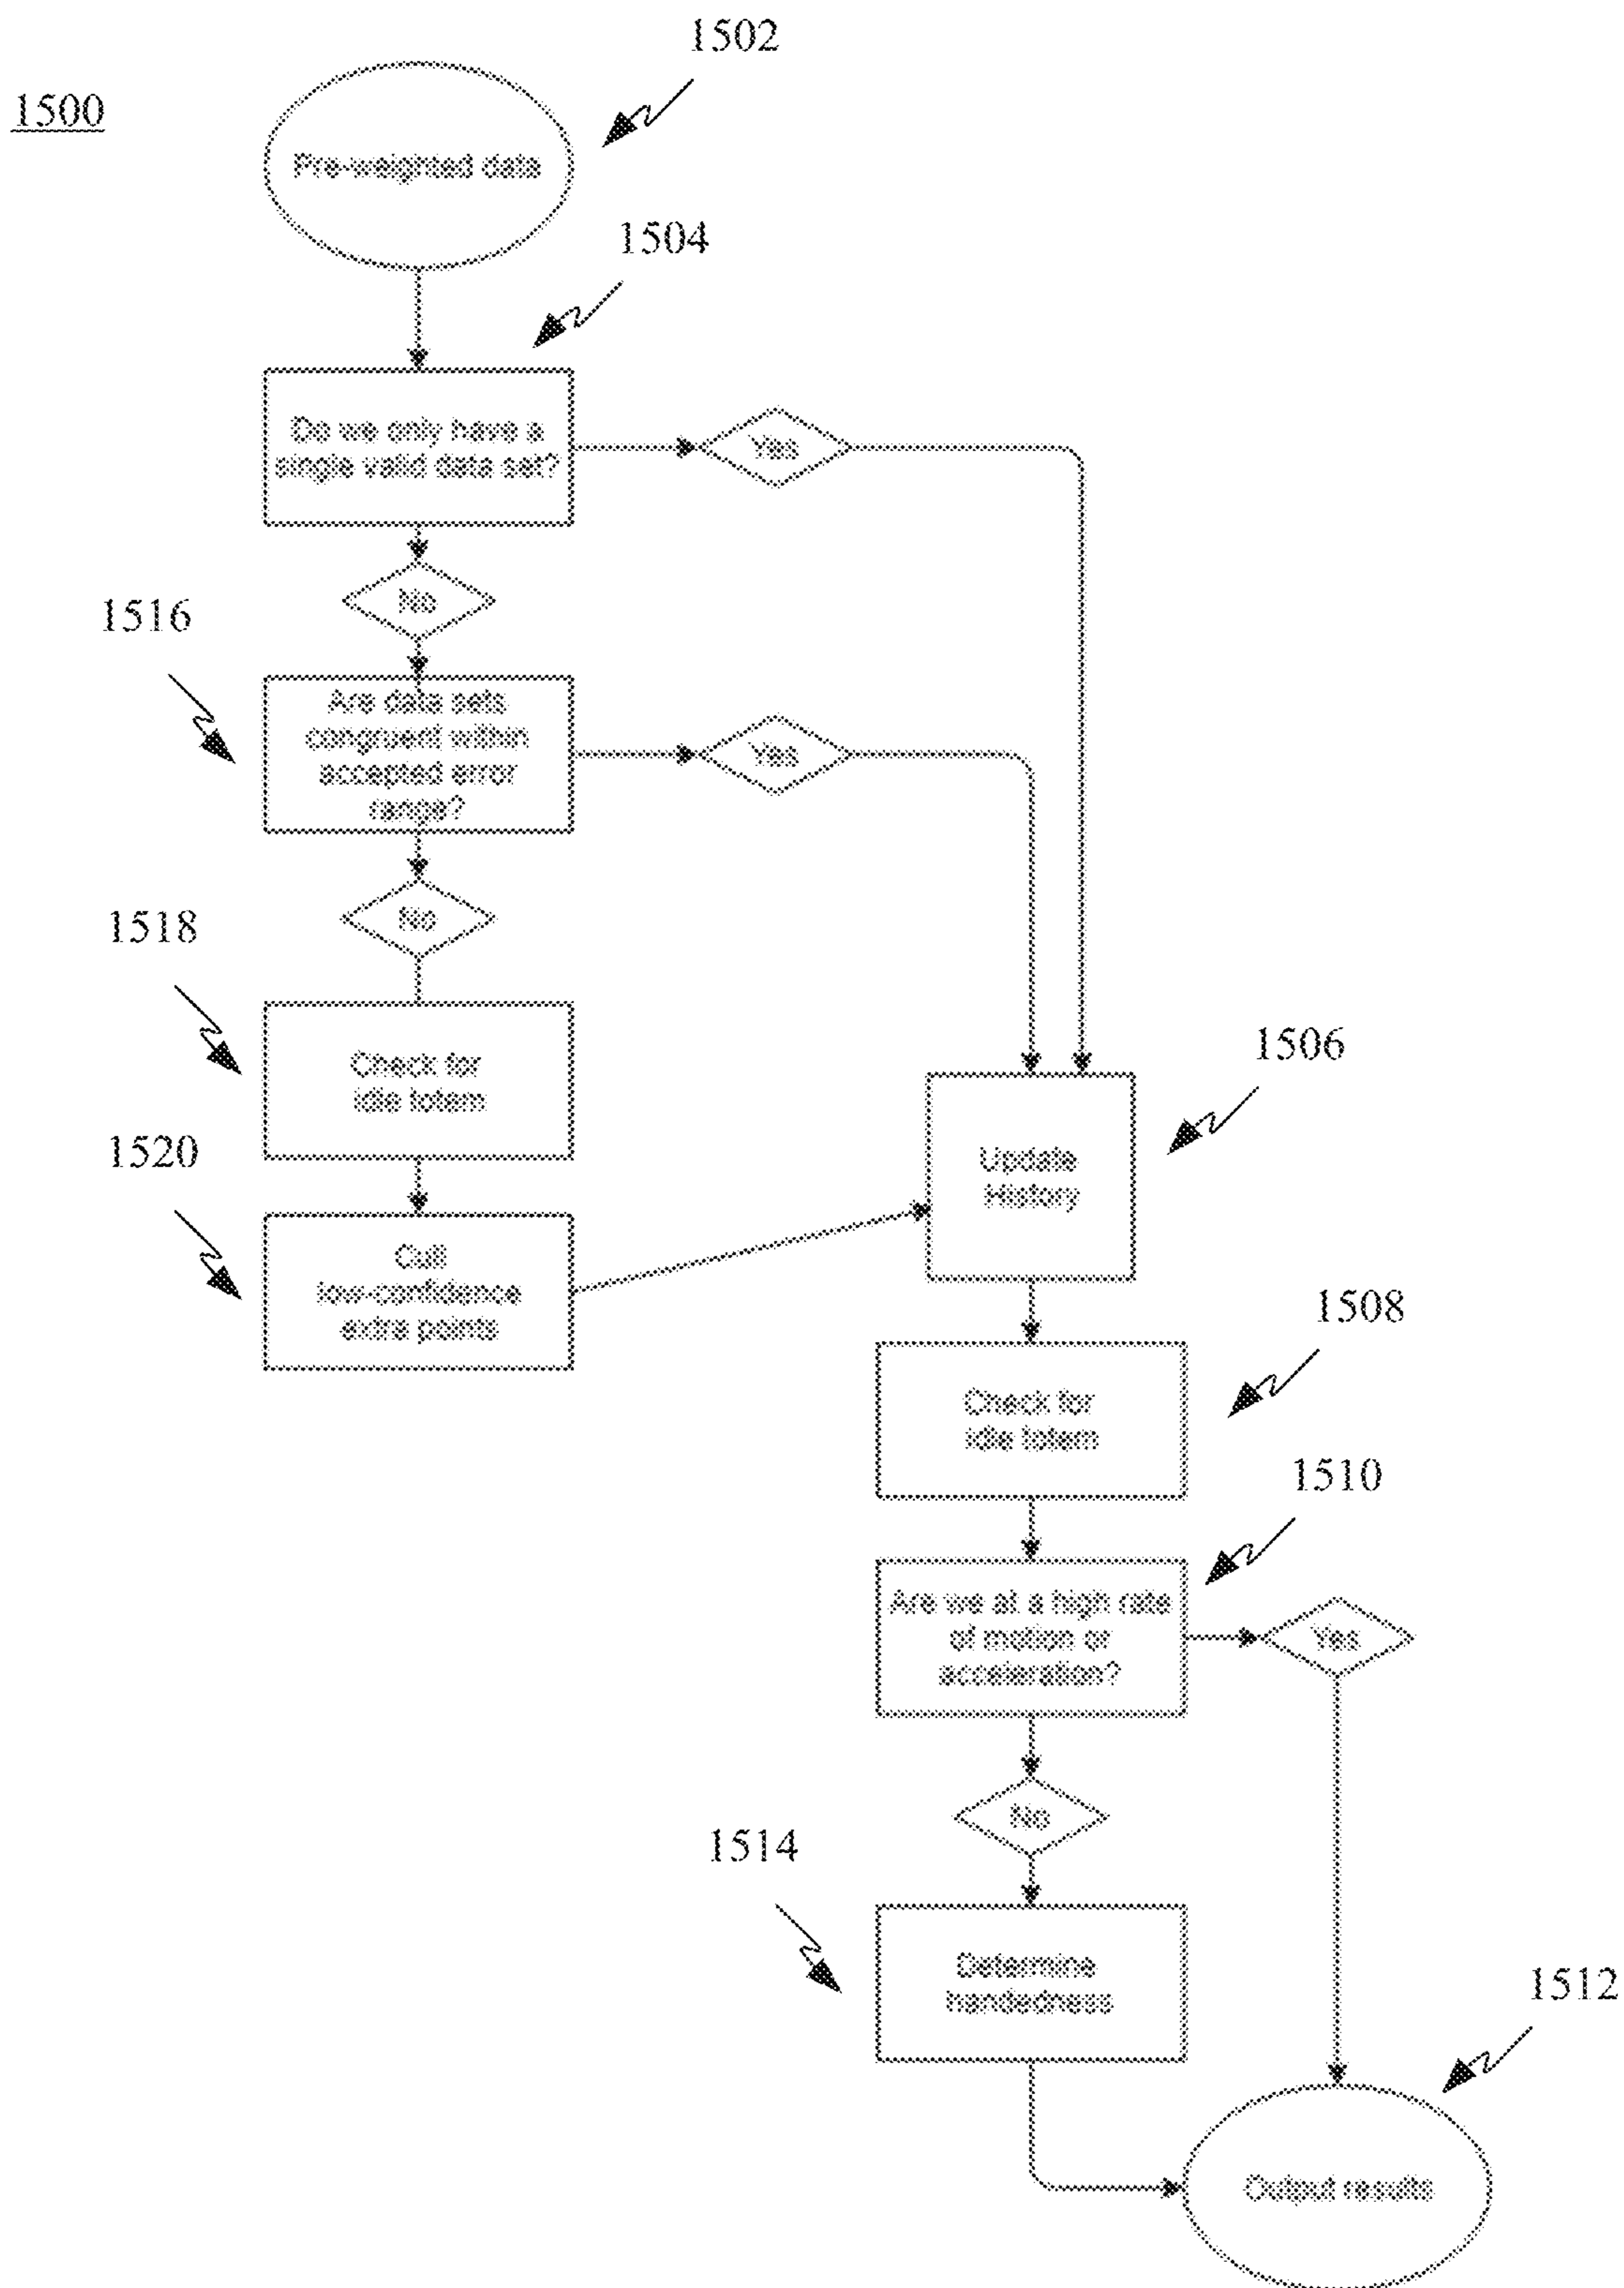 1500
1502
Pre-weighted data
1504
Do we only have a
single valid data set?
Yes
No
1516
Are data sets
congruent within
accepted error
range?
Yes
No
1518
Check for
idle totem
1520
Cull
low-confidence
extra points
1506
Update
History
1508
Check for
idle totem
1510
Are we at a high rate
of motion or
acceleration?
Yes
No
1514
Determine
handedness
1512
Output results